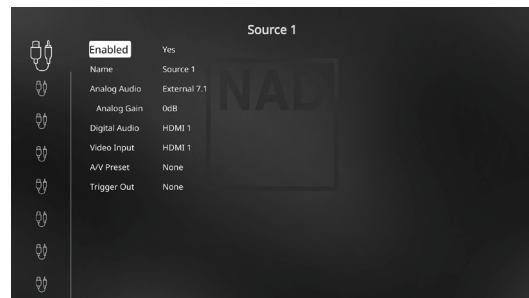 Source 1
Enabled Yes
Name Source 1
Analog Audio External 7.1
Analog Gain 0dB
Digital Audio HDMI 1
Video Input HDMI 1
A/V Preset None
Trigger Out None
NAD